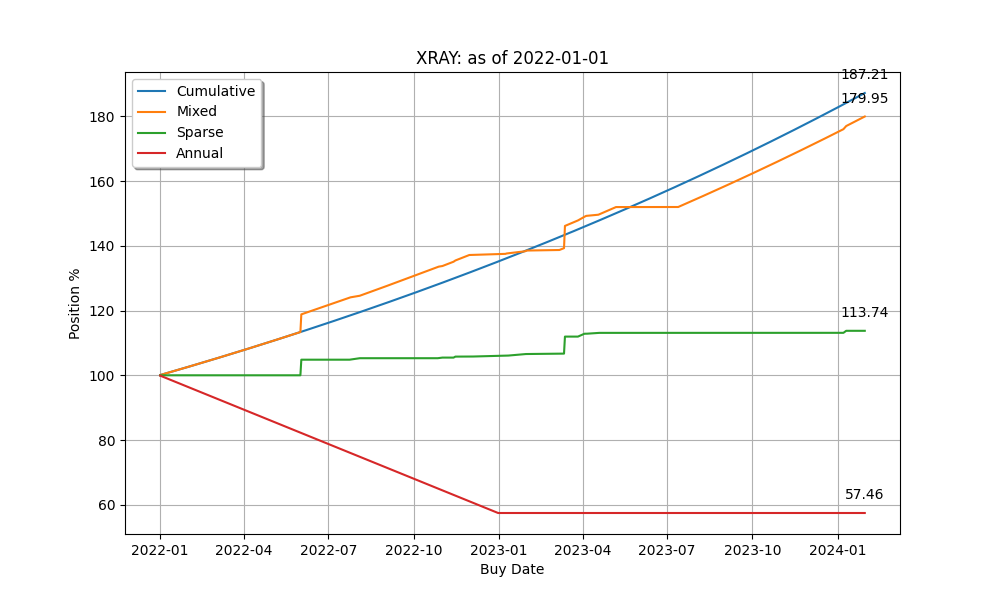 XRAY: as of 2022-01-01
Cumulative
Mixed
Sparse
Annual
187.21
179.95
113.74
57.46
Position %
180
160
140
120
100
80
60
2022-01
2022-04
2022-07
2022-10
2023-01
2023-04
2023-07
2023-10
2024-01
Buy Date